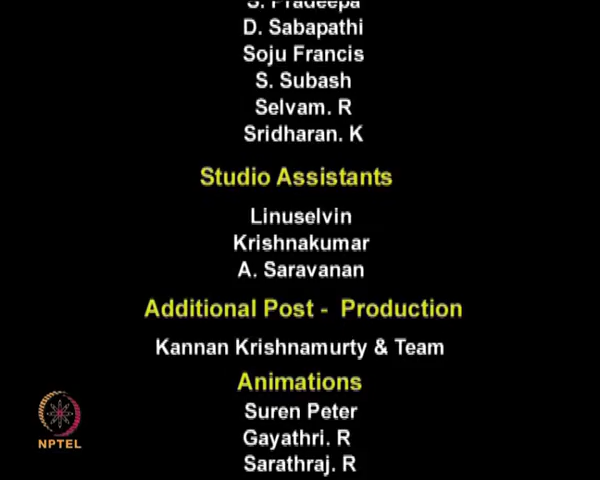 S. Pradeepa
D. Sabapathi
Soju Francis
S. Subash
Selvam. R
Sridharan. K
Studio Assistants
Linuselvin
Krishnakumar
A. Saravanan
Additional Post - Production
Kannan Krishnamurty & Team
Animations
Suren Peter
Gayathri. R
Sarathraj. R
NPTEL